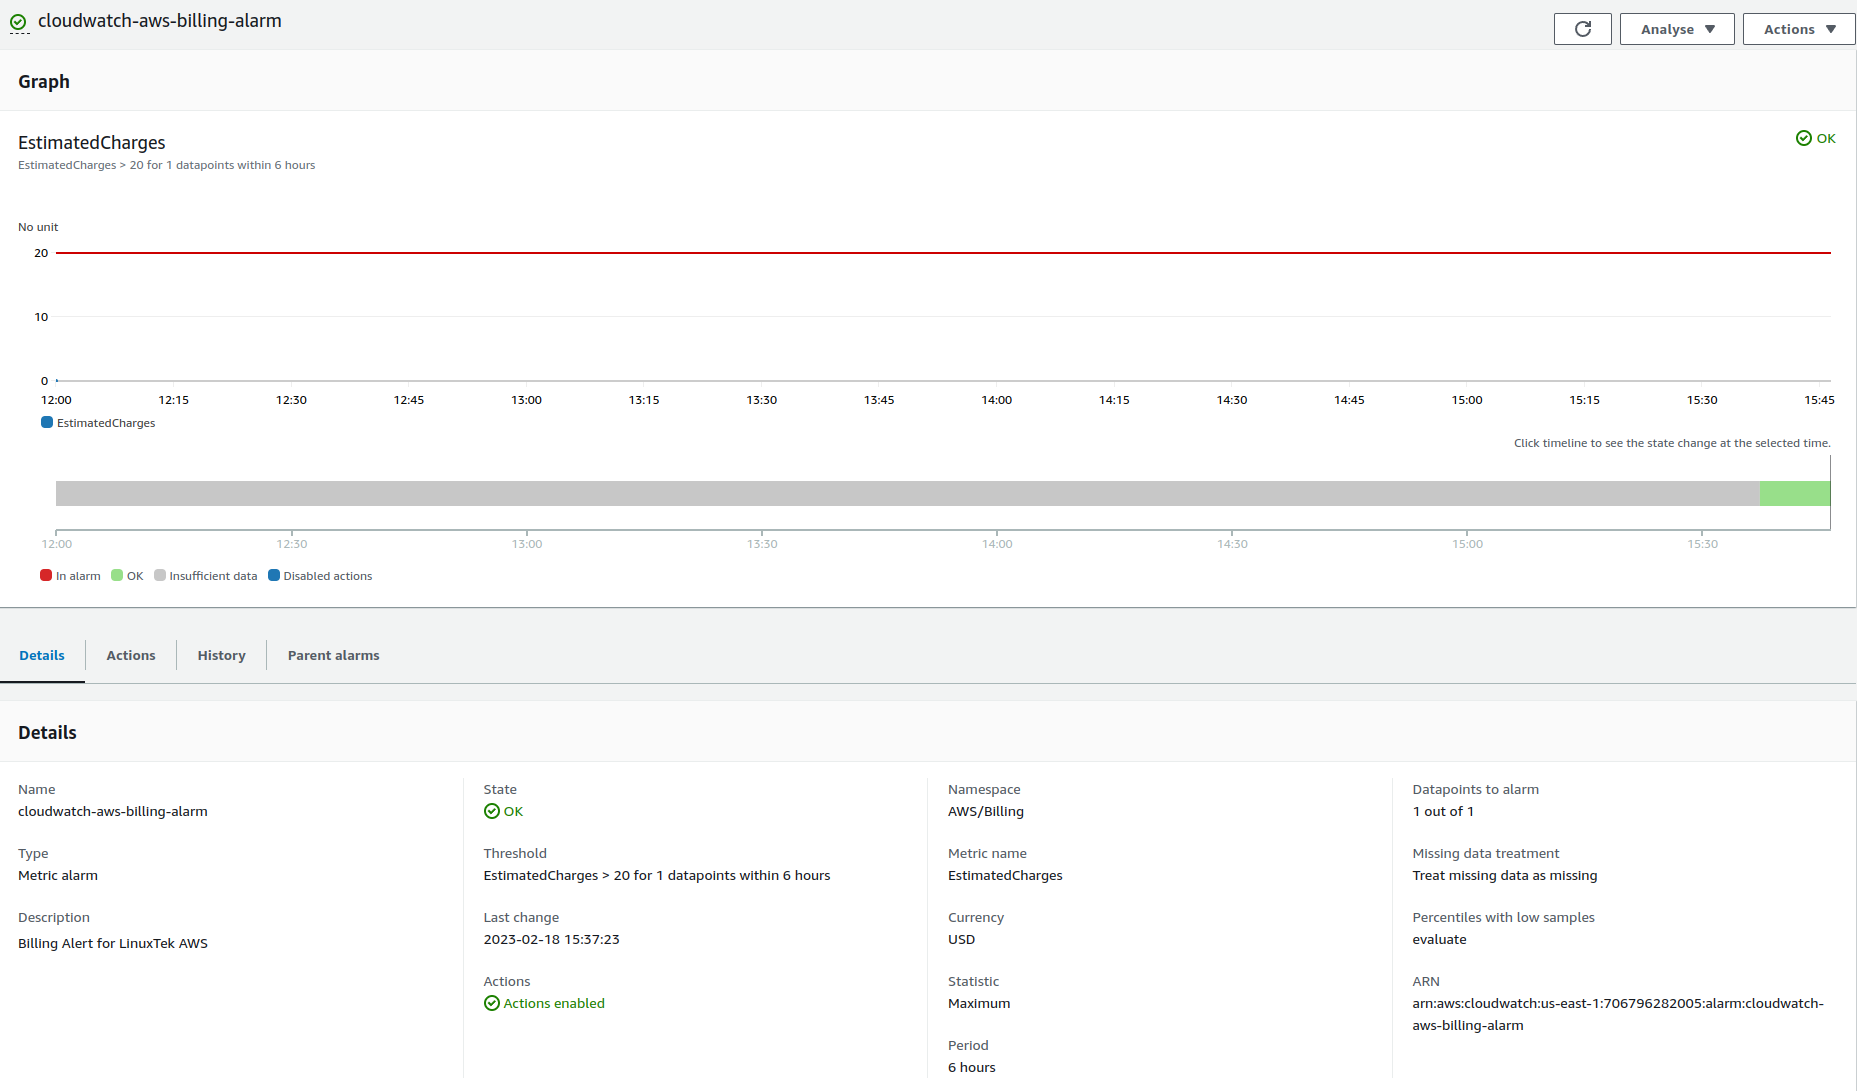 cloudwatch-aws-billing-alarm
Analyse
Actions
Graph
EstimatedCharges
OK
EstimatedCharges > 20 for 1 datapoints within 6 hours
No unit
20
10
0
12:00 12:15 12:30 12:45 13:00 13:15 13:30 13:45 14:00 14:15 14:30 14:45 15:00 15:15 15:30 15:45
EstimatedCharges
Click timeline to see the state change at the selected time.
12:00 12:30 13:00 13:30 14:00 14:30 15:00 15:30
In alarm OK Insufficient data Disabled actions
Details Actions History Parent alarms
Details
Name
cloudwatch-aws-billing-alarm
Type
Metric alarm
Description
Billing Alert for LinuxTek AWS
State
OK
Threshold
EstimatedCharges > 20 for 1 datapoints within 6 hours
Last change
2023-02-18 15:37:23
Actions
Actions enabled
Namespace
AWS/Billing
Metric name
EstimatedCharges
Currency
USD
Statistic
Maximum
Period
6 hours
Datapoints to alarm
1 out of 1
Missing data treatment
Treat missing data as missing
Percentiles with low samples
evaluate
ARN
arn:aws:cloudwatch:us-east-1:706796282005:alarm:cloudwatch-
aws-billing-alarm